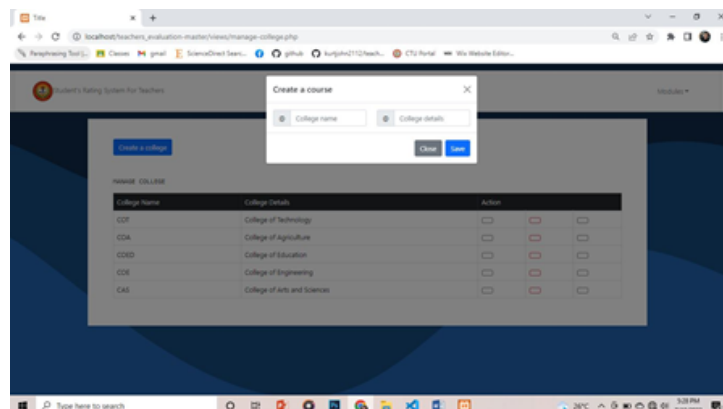 Title
localhost/teachers_evaluation-master/views/manage-college.php
Paraphrasing Tool | Classes gmail ScienceDirect Searc... github kurtjohn2112/teach... CTU Portal Wix Website Editor...
Student's Rating System For Teachers
Modules
Create a course
College name College details
Close Save
Create a college
MANAGE COLLEGE
College Name College Details Action
COT College of Technology
COA College of Agriculture
COED College of Education
COE College of Engineering
CAS College of Arts and Sciences
Type here to search
26°C
5:28 PM